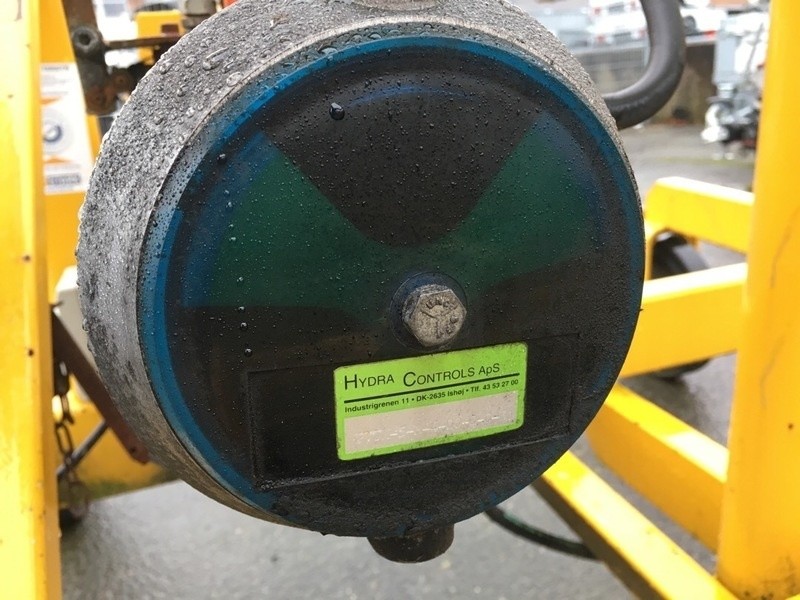 HYDRA CONTROLS ApS
Industrigrenen 11 • DK-2635 Ishøj • Tlf. 43 53 27 00